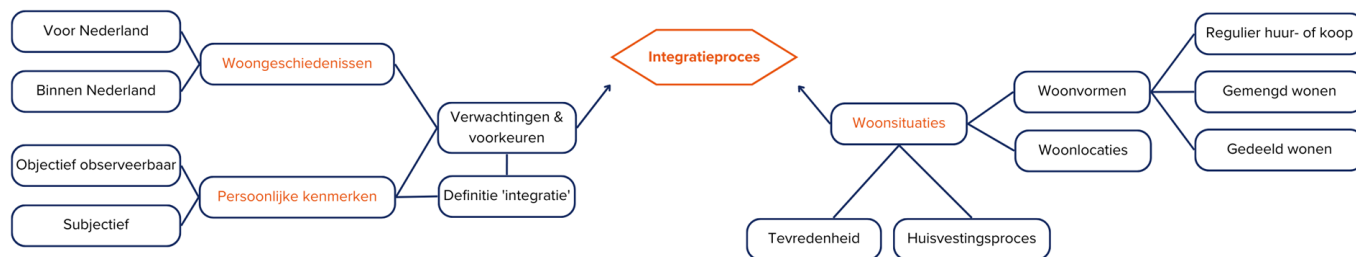 Voor Nederland
Binnen Nederland
Woongeschiedenissen
Objectief observeerbaar
Subjectief
Persoonlijke kenmerken
Verwachtingen &
voorkeuren
Definitie 'integratie'
Integratieproces
Woonsituaties
Tevredenheid
Huisvestingsproces
Woonvormen
Woonlocaties
Regulier huur- of koop
Gemengd wonen
Gedeeld wonen